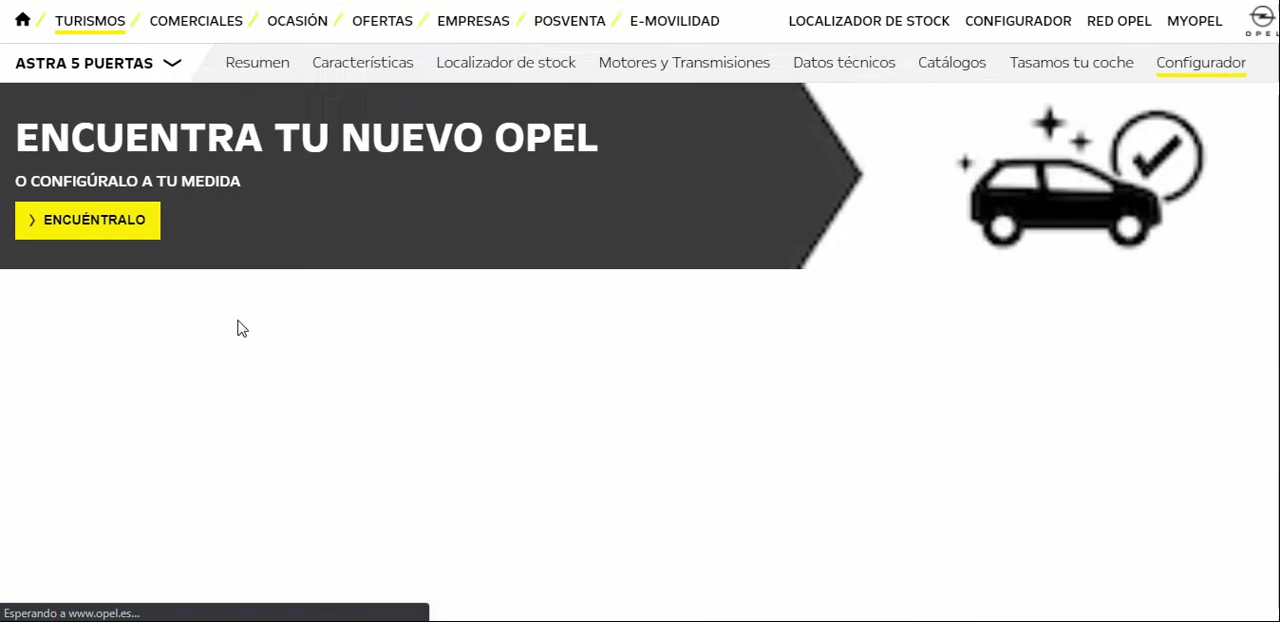 TURISMOS COMERCIALES OCASIÓN OFERTAS EMPRESAS POSVENTA E-MOVILIDAD LOCALIZADOR DE STOCK CONFIGURADOR RED OPEL MYOPEL
OPEL
ASTRA 5 PUERTAS Resumen Características Localizador de stock Motores y Transmisiones Datos técnicos Catálogos Tasamos tu coche Configurador
ENCUENTRA TU NUEVO OPEL
O CONFIGÚRALO A TU MEDIDA
ENCUÉNTRALO
Esperando a www.opel.es...